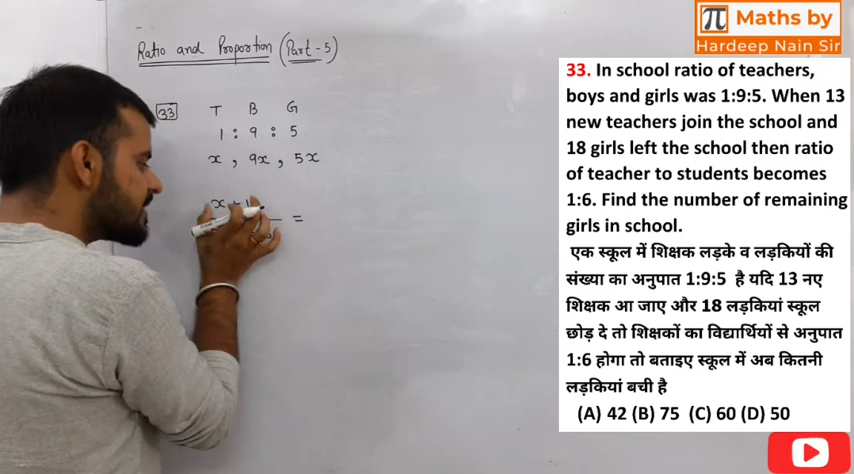 π Maths by
Hardeep Nain Sir
Ratio and Proportion (Part-5)
33 T B G
1 : 9 : 5
x , 9x , 5x
x + 1
=
33. In school ratio of teachers,
boys and girls was 1:9:5. When 13
new teachers join the school and
18 girls left the school then ratio
of teacher to students becomes
1:6. Find the number of remaining
girls in school.
एक स्कूल में शिक्षक लड़के व लड़कियों की
संख्या का अनुपात 1:9:5 है यदि 13 नए
शिक्षक आ जाए और 18 लड़कियां स्कूल
छोड़ दे तो शिक्षकों का विद्यार्थियों से अनुपात
1:6 होगा तो बताइए स्कूल में अब कितनी
लड़कियां बची है
(A) 42 (B) 75 (C) 60 (D) 50